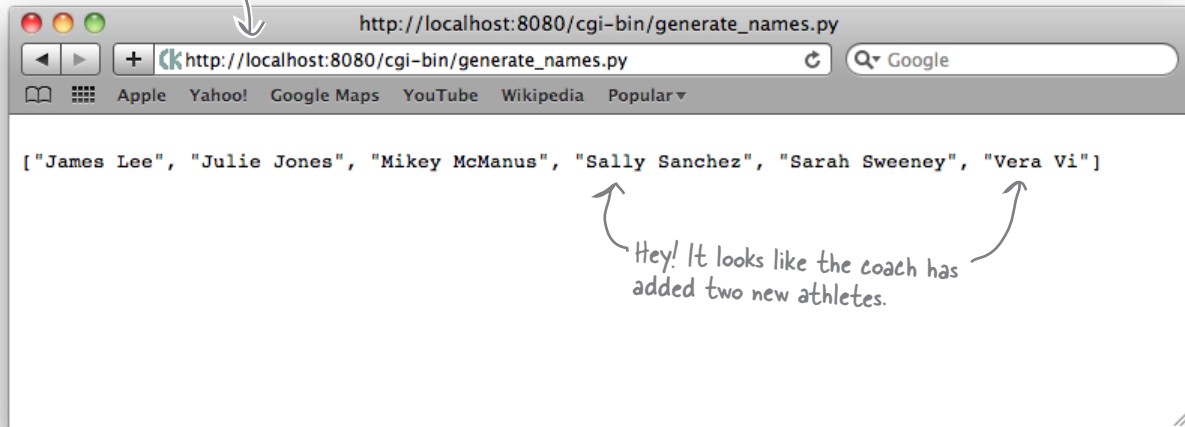 http://localhost:8080/cgi-bin/generate_names.py
http://localhost:8080/cgi-bin/generate_names.py Google
Apple Yahoo! Google Maps YouTube Wikipedia Popular
["James Lee", "Julie Jones", "Mikey McManus", "Sally Sanchez", "Sarah Sweeney", "Vera Vi"]
Hey! It looks like the coach has
added two new athletes.